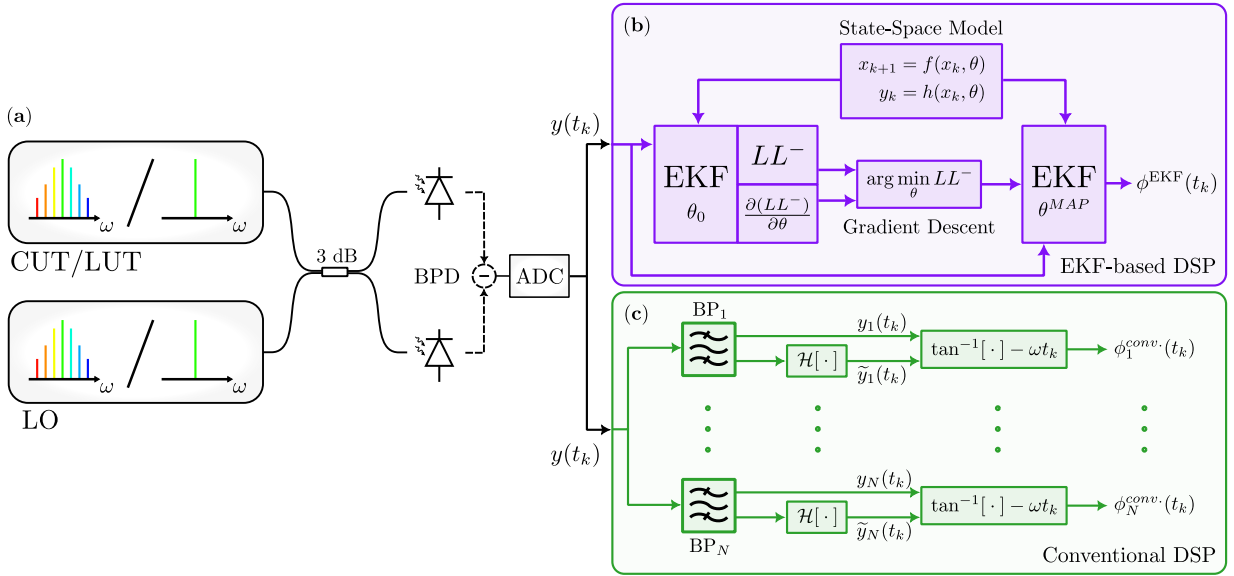 (a)
ω
ω
CUT/LUT
ω
ω
LO
3 dB
BPD
−
ADC
y(t_k)
y(t_k)
(b)
State-Space Model
x_{k+1} = f(x_k, θ)
y_k = h(x_k, θ)
EKF
θ_0
LL^−
∂(LL^−)
∂θ
arg min LL^−
θ
Gradient Descent
EKF
θ^{MAP}
ϕ^{EKF}(t_k)
EKF-based DSP
(c)
BP_1
y_1(t_k)
ℋ[·]
ỹ_1(t_k)
tan^{−1}[·] − ωt_k
ϕ_1^{conv.}(t_k)
y_N(t_k)
ℋ[·]
ỹ_N(t_k)
tan^{−1}[·] − ωt_k
ϕ_N^{conv.}(t_k)
BP_N
Conventional DSP